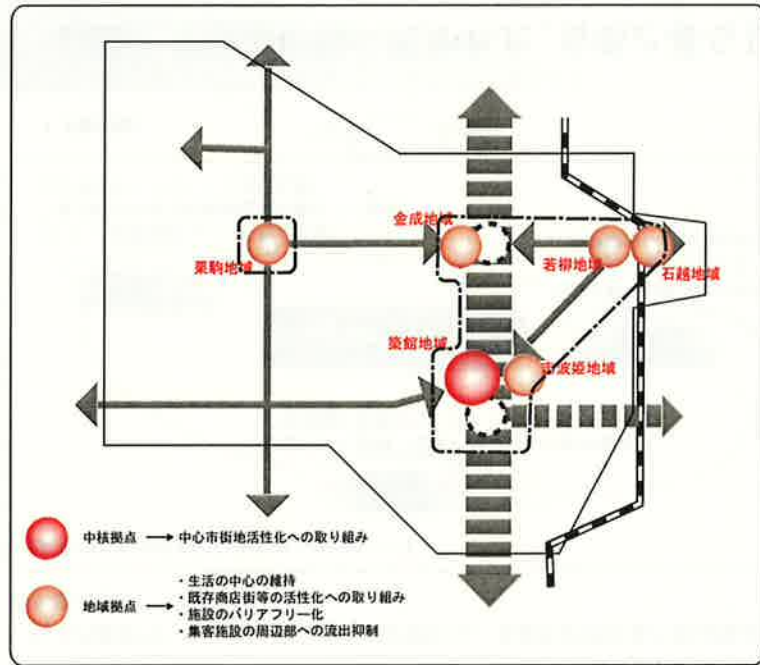 金成地域
栗駒地域
若柳地域
石越地域
築館地域
志波姫地域
中核拠点 → 中心市街地活性化への取り組み
地域拠点 →
・生活の中心の維持
・既存商店街等の活性化への取り組み
・施設のバリアフリー化
・集客施設の周辺部への流出抑制